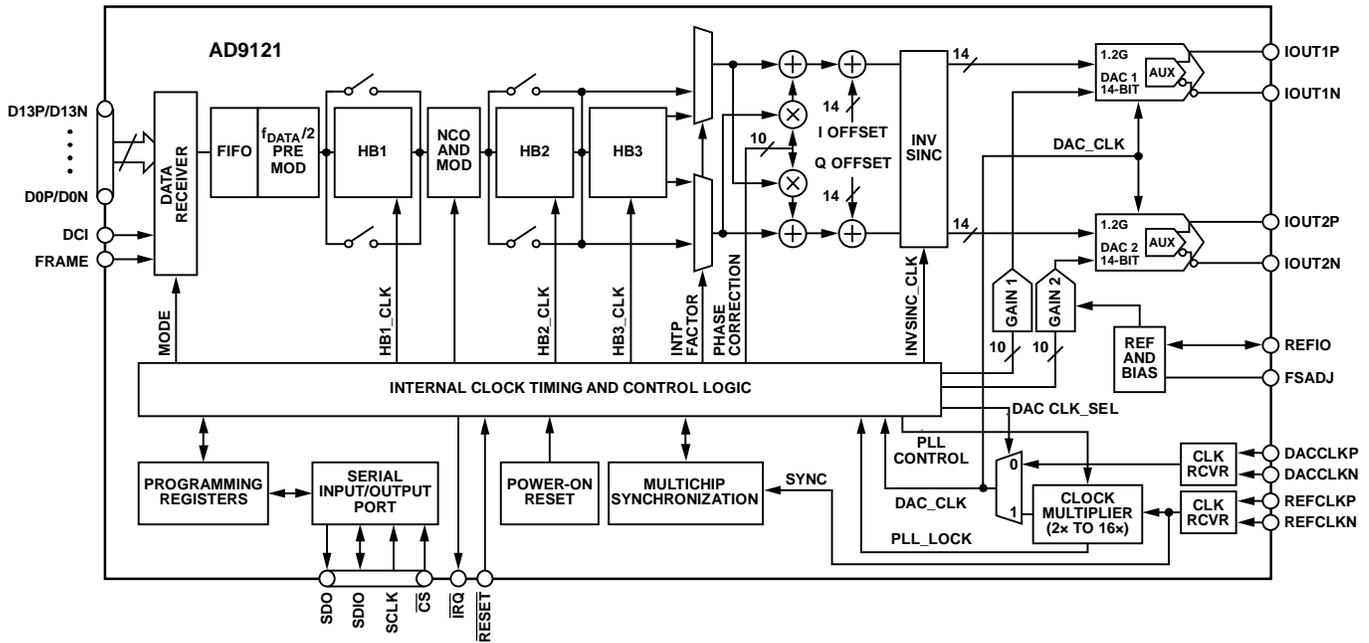 AD9121
D13P/D13N
D0P/D0N
DCI
FRAME
DATA
RECEIVER
FIFO
fDATA/2
PRE
MOD
HB1
NCO
AND
MOD
HB2
HB3
10
14
I OFFSET
Q OFFSET
14
INV
SINC
14
14
1.2G
DAC 1
14-BIT
AUX
IOUT1P
IOUT1N
DAC_CLK
1.2G
DAC 2
14-BIT
AUX
IOUT2P
IOUT2N
MODE
HB1_CLK
HB2_CLK
HB3_CLK
INTP
FACTOR
PHASE
CORRECTION
INVSINC_CLK
GAIN 1
GAIN 2
10
10
REF
AND
BIAS
REFIO
FSADJ
INTERNAL CLOCK TIMING AND CONTROL LOGIC
DAC CLK_SEL
PLL
CONTROL
0
1
DAC_CLK
PLL_LOCK
CLK
RCVR
DACCLKP
DACCLKN
CLOCK
MULTIPLIER
(2× TO 16×)
CLK
RCVR
REFCLKP
REFCLKN
PROGRAMMING
REGISTERS
SERIAL
INPUT/OUTPUT
PORT
POWER-ON
RESET
MULTICHIP
SYNCHRONIZATION
SYNC
SDO
SDIO
SCLK
CS
IRQ
RESET